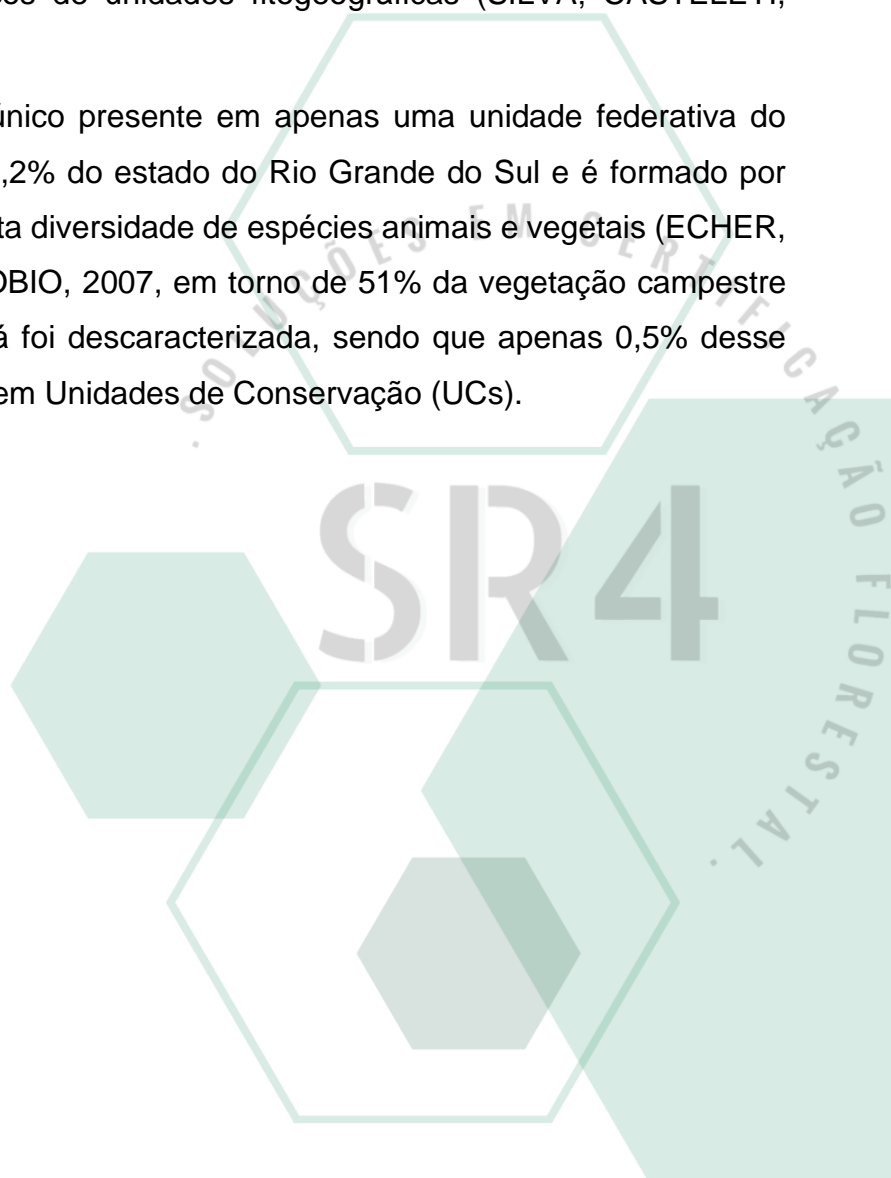 de unidades fitogeográficas (SILVA, CASTELETI,
único presente em apenas uma unidade federativa do
,2% do estado do Rio Grande do Sul e é formado por
ta diversidade de espécies animais e vegetais (ECHER,
OBIO, 2007, em torno de 51% da vegetação campestre
á foi descaracterizada, sendo que apenas 0,5% desse
em Unidades de Conservação (UCs).
. SOLUÇÕES EM CERTIFICAÇÃO FLORESTAL.
SR4